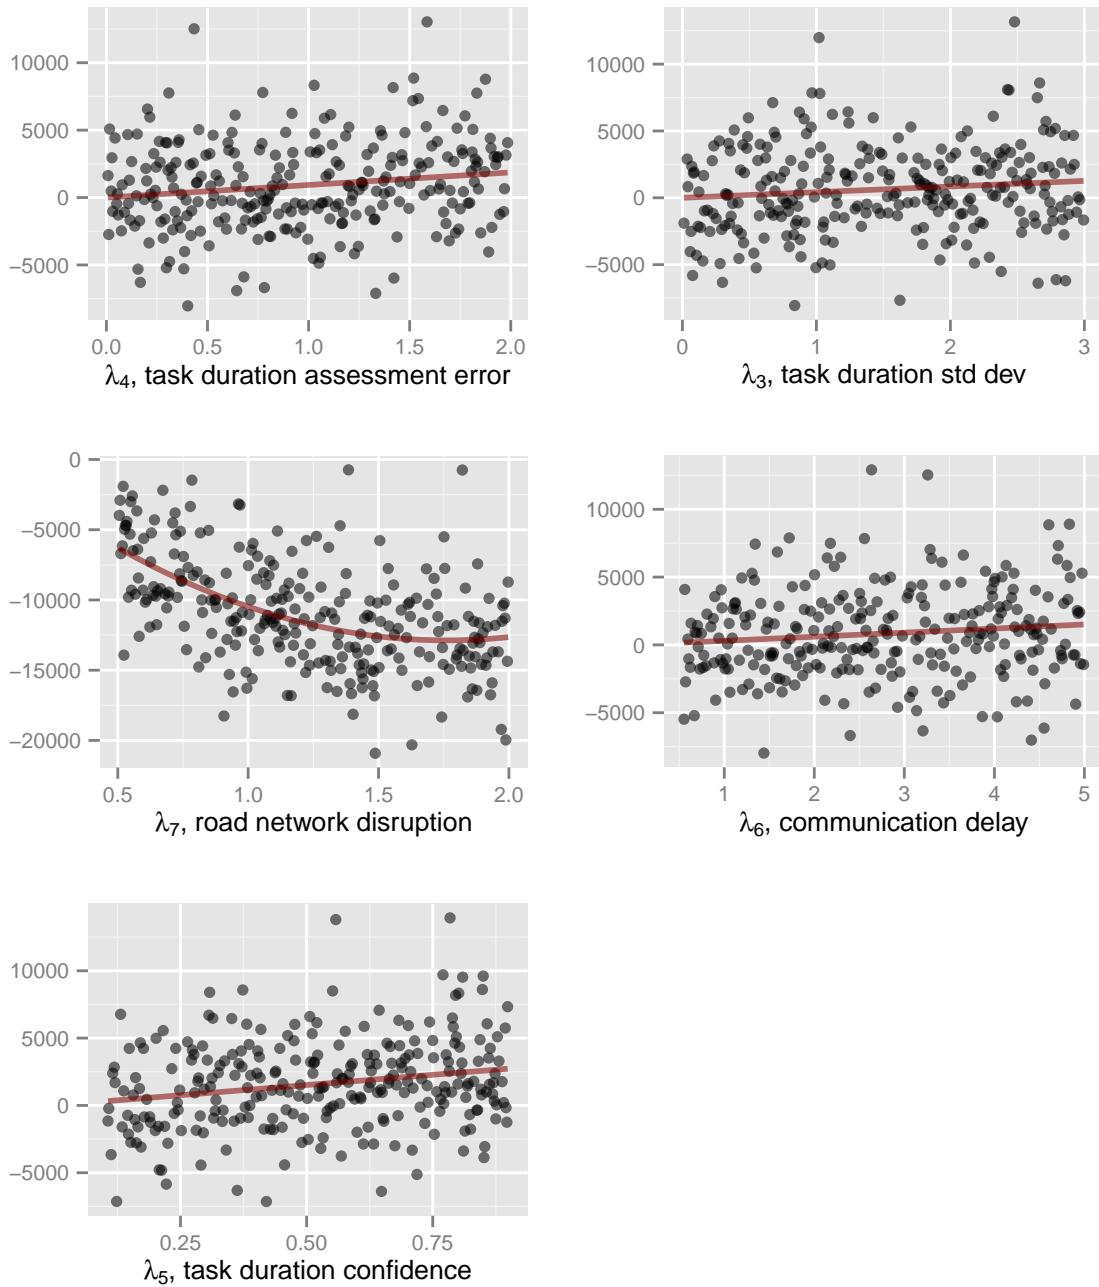 10000
5000
0
−5000
0.0 0.5 1.0 1.5 2.0
λ4, task duration assessment error
10000
5000
0
−5000
0 1 2 3
λ3, task duration std dev
0
−5000
−10000
−15000
−20000
0.5 1.0 1.5 2.0
λ7, road network disruption
10000
5000
0
−5000
1 2 3 4 5
λ6, communication delay
10000
5000
0
−5000
0.25 0.50 0.75
λ5, task duration confidence